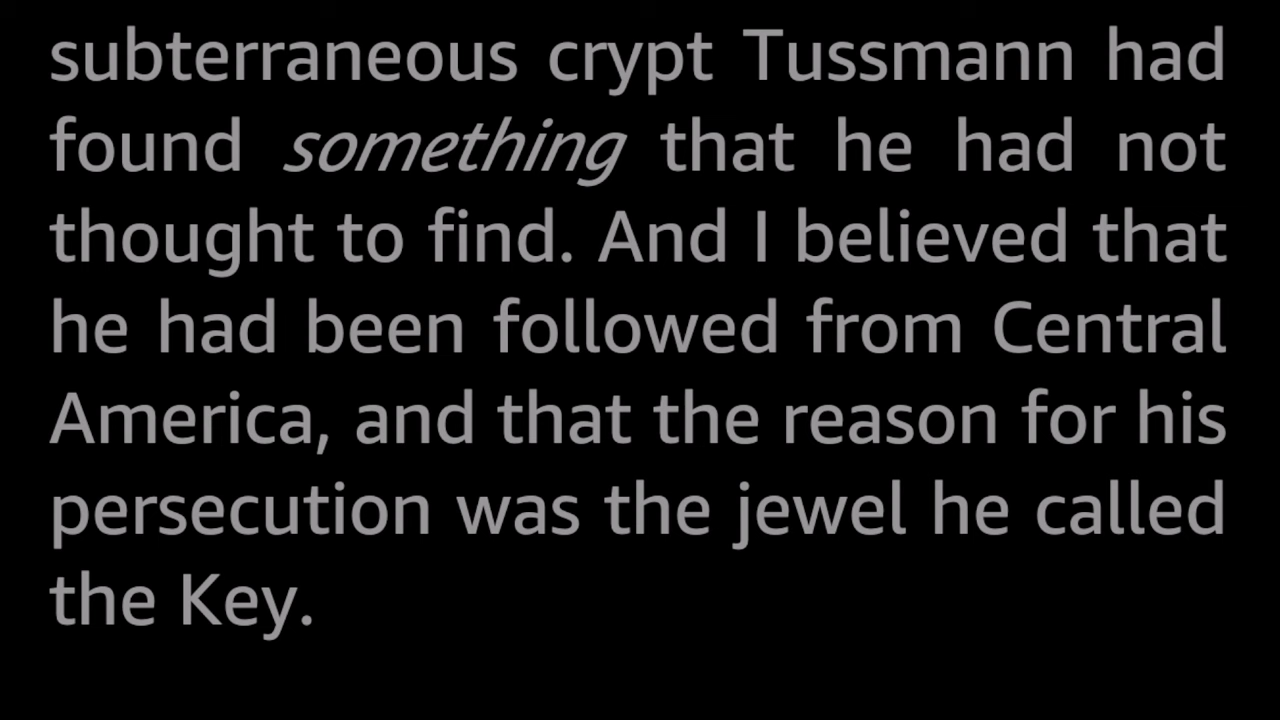 subterraneous crypt Tussmann had
found something that he had not
thought to find. And I believed that
he had been followed from Central
America, and that the reason for his
persecution was the jewel he called
the Key.